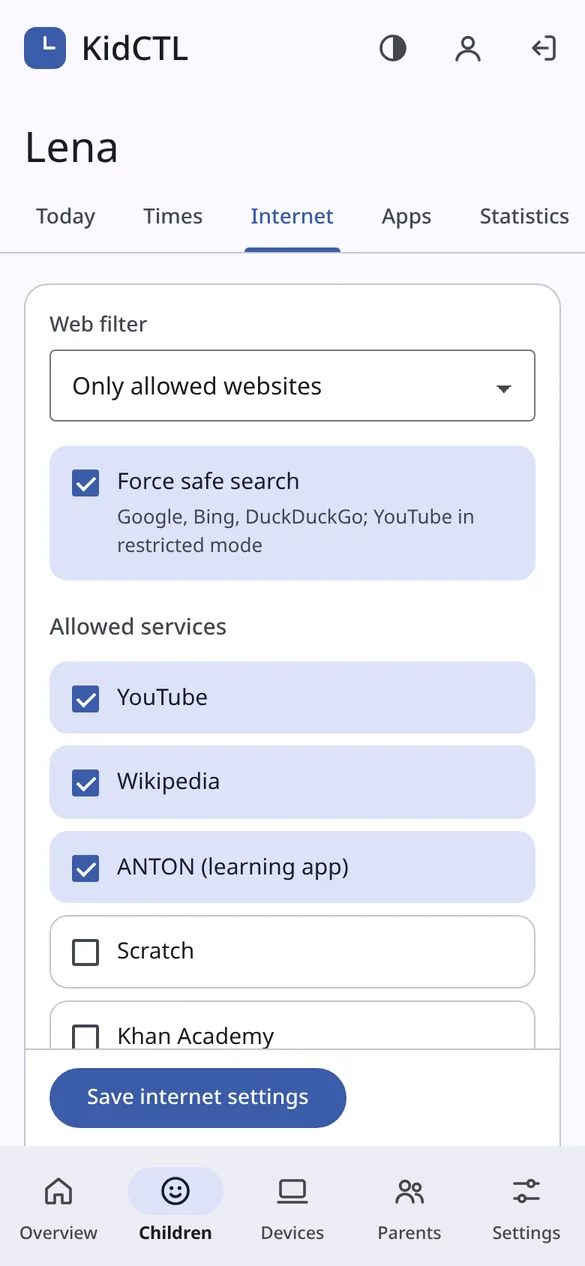 KidCTL
Lena
Today Times Internet Apps Statistics
Web filter
Only allowed websites
Force safe search
Google, Bing, DuckDuckGo; YouTube in
restricted mode
Allowed services
YouTube
Wikipedia
ANTON (learning app)
Scratch
Khan Academy
Save internet settings
Overview Children Devices Parents Settings